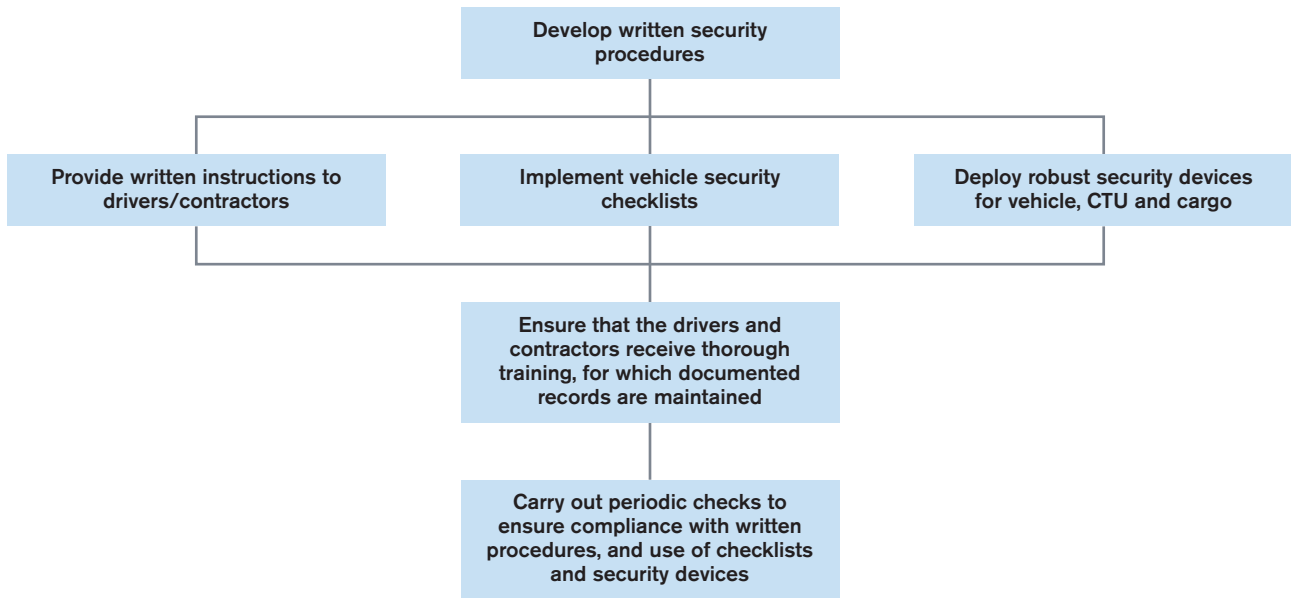 Develop written security
procedures
Provide written instructions to
drivers/contractors
Implement vehicle security
checklists
Deploy robust security devices
for vehicle, CTU and cargo
Ensure that the drivers and
contractors receive thorough
training, for which documented
records are maintained
Carry out periodic checks to
ensure compliance with written
procedures, and use of checklists
and security devices